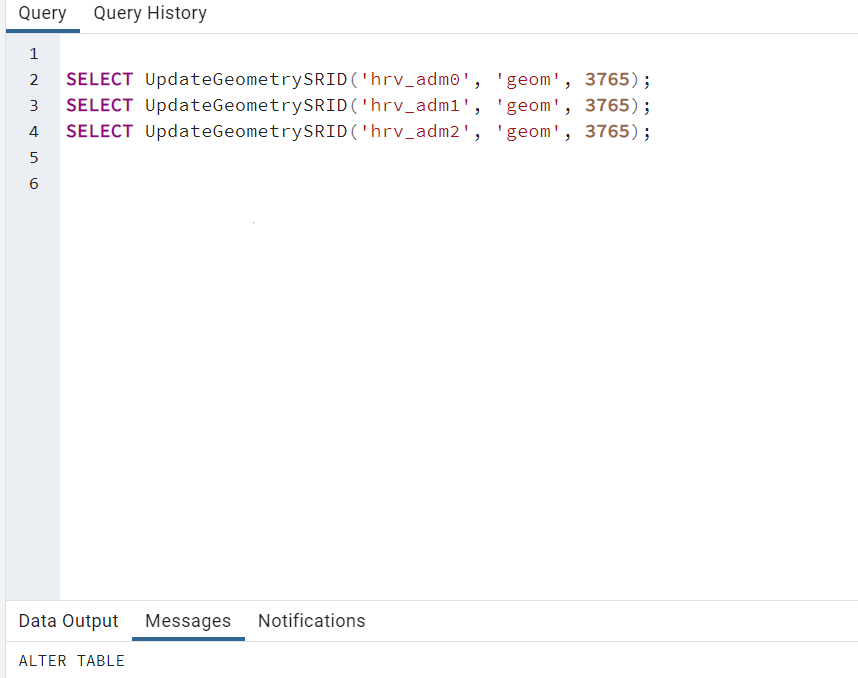 Query Query History
1
2 SELECT UpdateGeometrySRID('hrv_adm0', 'geom', 3765);
3 SELECT UpdateGeometrySRID('hrv_adm1', 'geom', 3765);
4 SELECT UpdateGeometrySRID('hrv_adm2', 'geom', 3765);
5
6
Data Output Messages Notifications
ALTER TABLE